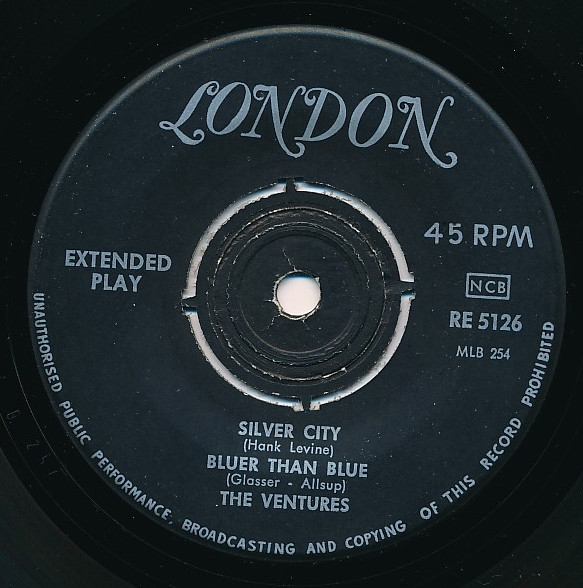 LONDON
45 RPM
EXTENDED
PLAY
NCB
RE 5126
MLB 254
SILVER CITY
(Hank Levine)
BLUER THAN BLUE
(Glasser - Allsup)
THE VENTURES
UNAUTHORISED PUBLIC PERFORMANCE, BROADCASTING AND COPYING OF THIS RECORD PROHIBITED